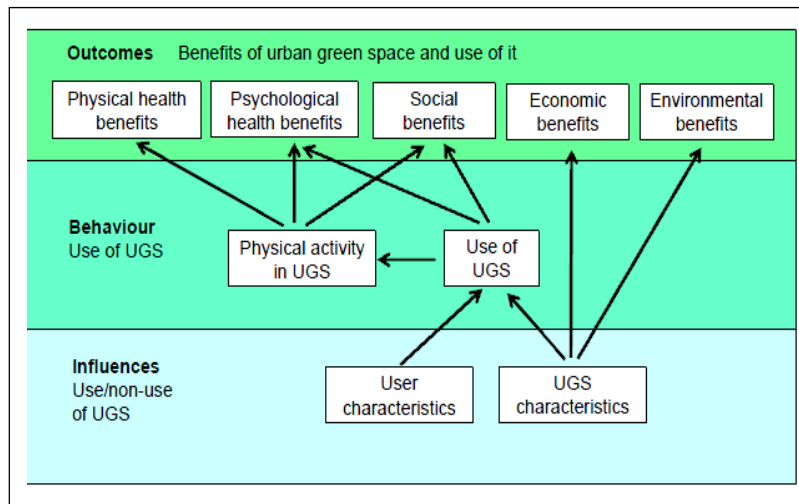 Outcomes Benefits of urban green space and use of it
Physical health
benefits
Psychological
health benefits
Social
benefits
Economic
benefits
Environmental
benefits
Behaviour
Use of UGS
Physical activity
in UGS
Use of
UGS
Influences
Use/non-use
of UGS
User
characteristics
UGS
characteristics